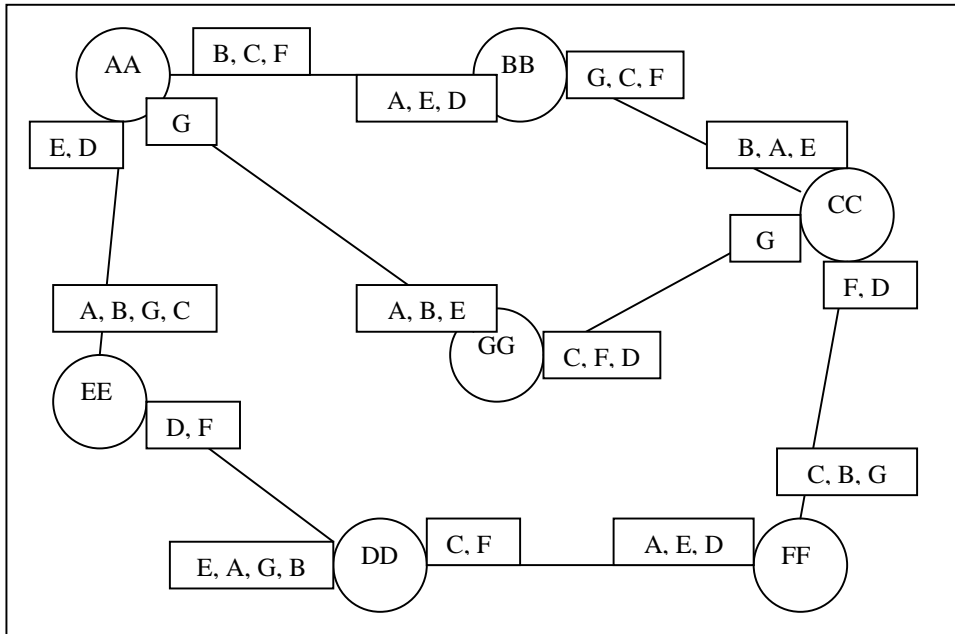 AA
B, C, F
BB
G, C, F
A, E, D
G
E, D
B, A, E
CC
G
F, D
A, B, G, C
A, B, E
GG
C, F, D
EE
D, F
C, B, G
E, A, G, B
DD
C, F
A, E, D
FF